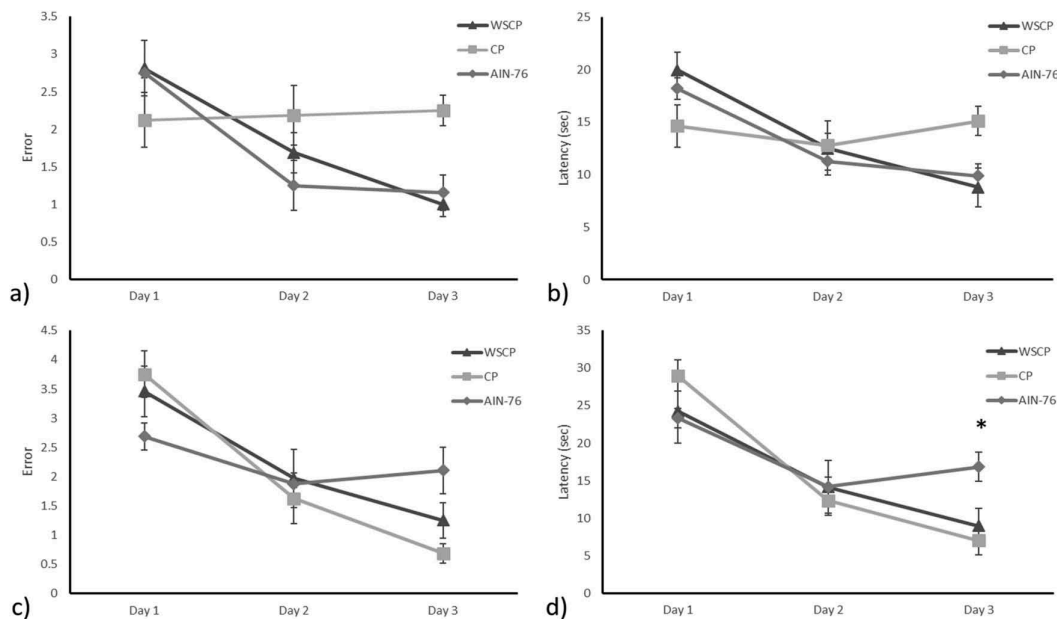 3.5
3
2.5
2
1.5
1
0.5
0
Error
WSCP
CP
AIN-76
Day 1 Day 2 Day 3
a)
25
20
15
10
5
0
Latency (sec)
WSCP
CP
AIN-76
Day 1 Day 2 Day 3
b)
4.5
4
3.5
3
2.5
2
1.5
1
0.5
0
Error
WSCP
CP
AIN-76
Day 1 Day 2 Day 3
c)
35
30
25
20
15
10
5
0
Latency (sec)
WSCP
CP
AIN-76
*
Day 1 Day 2 Day 3
d)